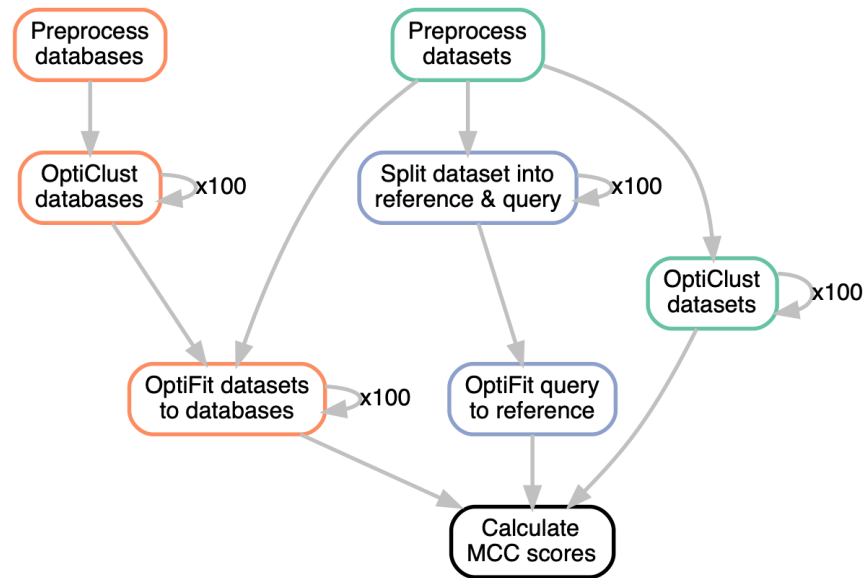 Preprocess
databases
Preprocess
datasets
OptiClust
databases
x100
Split dataset into
reference & query
x100
OptiClust
datasets
x100
OptiFit datasets
to databases
x100
OptiFit query
to reference
Calculate
MCC scores